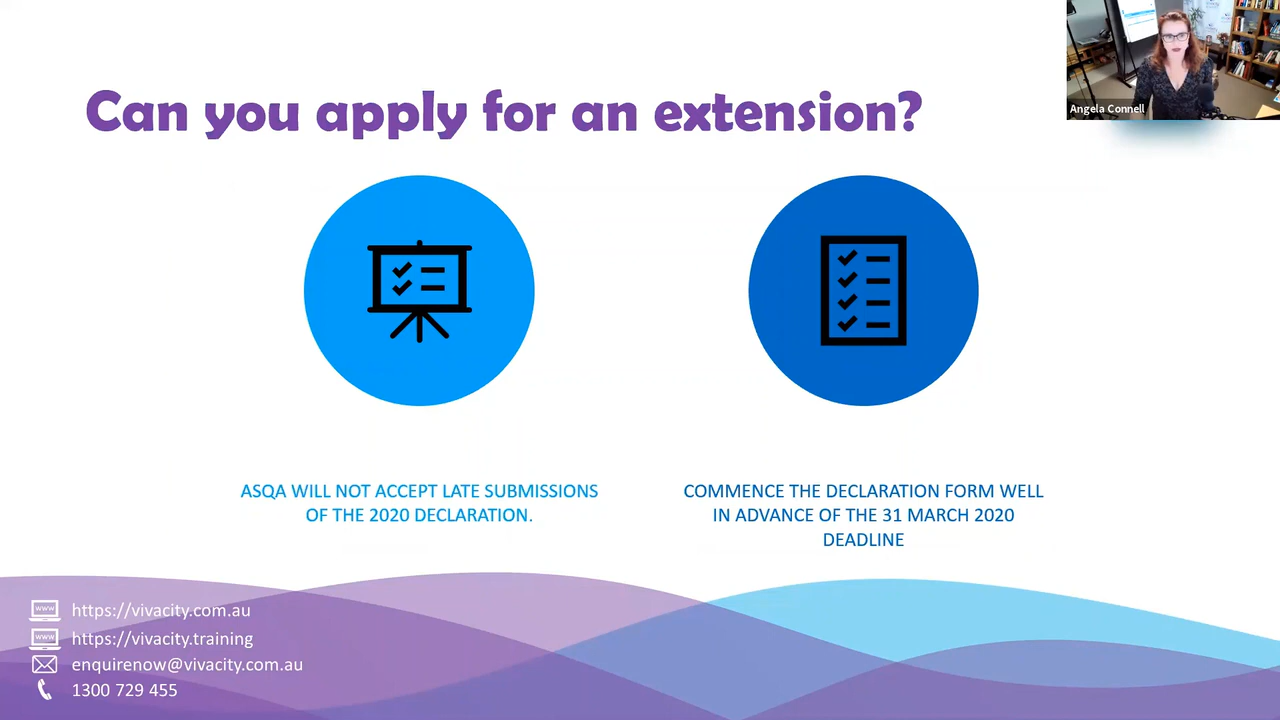 Can you apply for an extension?
Angela Connell
ASQA WILL NOT ACCEPT LATE SUBMISSIONS
OF THE 2020 DECLARATION.
COMMENCE THE DECLARATION FORM WELL
IN ADVANCE OF THE 31 MARCH 2020
DEADLINE
www https://vivacity.com.au
www https://vivacity.training
enquirenow@vivacity.com.au
1300 729 455